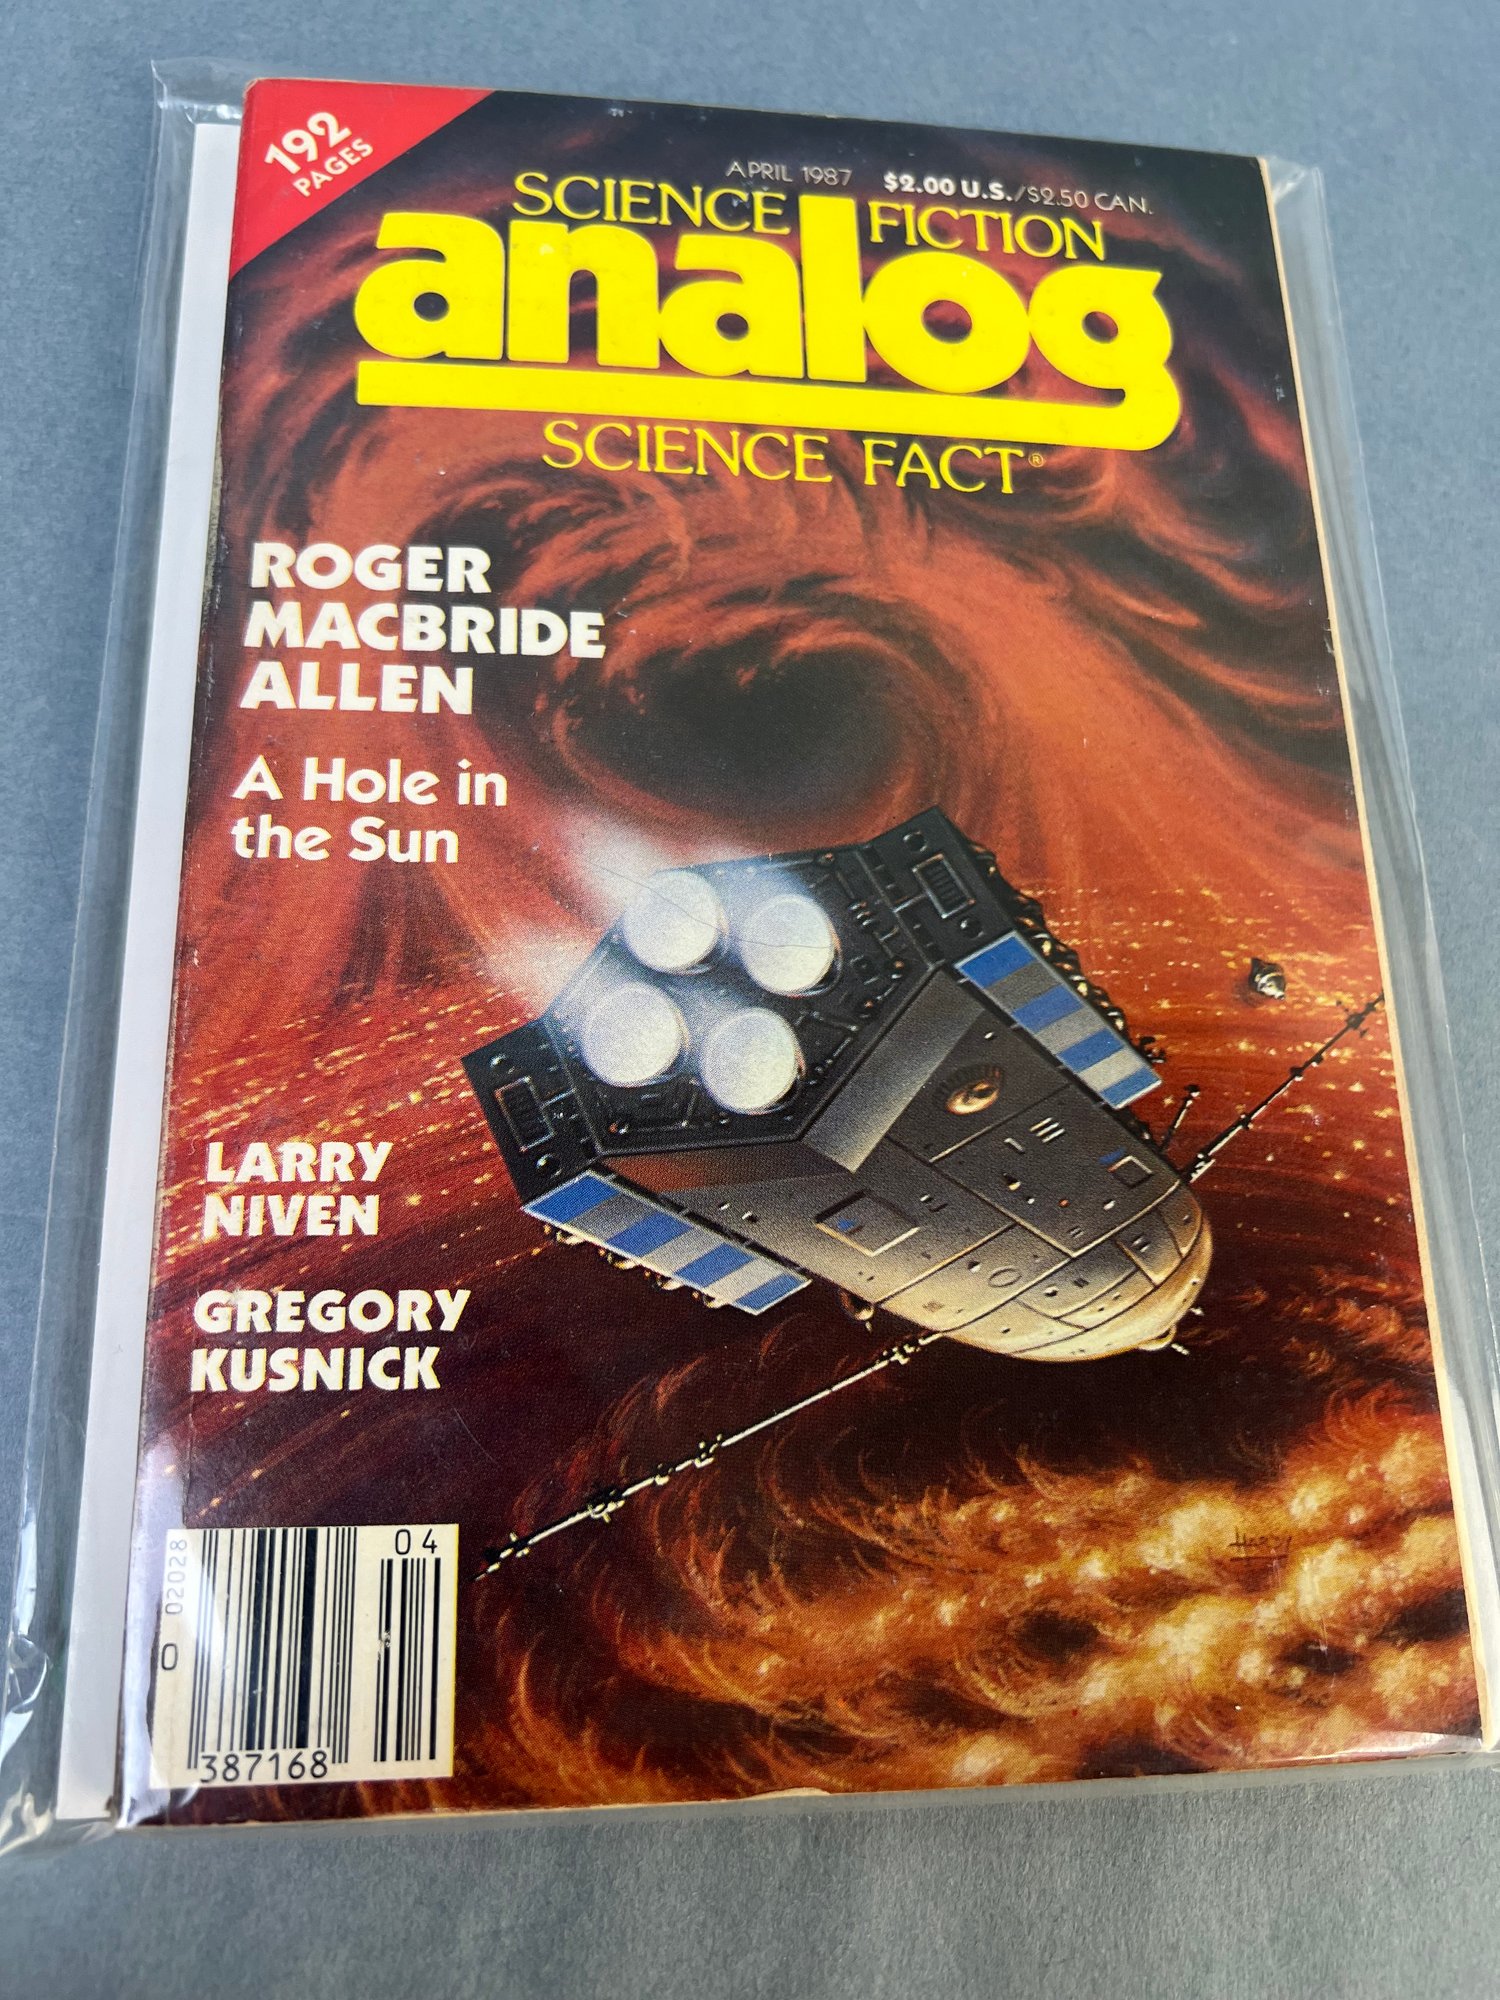 192
PAGES
APRIL 1987 $2.00 U.S./$2.50 CAN.
SCIENCE FICTION
analog
SCIENCE FACT®
ROGER
MACBRIDE
ALLEN
A Hole in
the Sun
LARRY
NIVEN
GREGORY
KUSNICK
HARDY
04
02028
0
387168